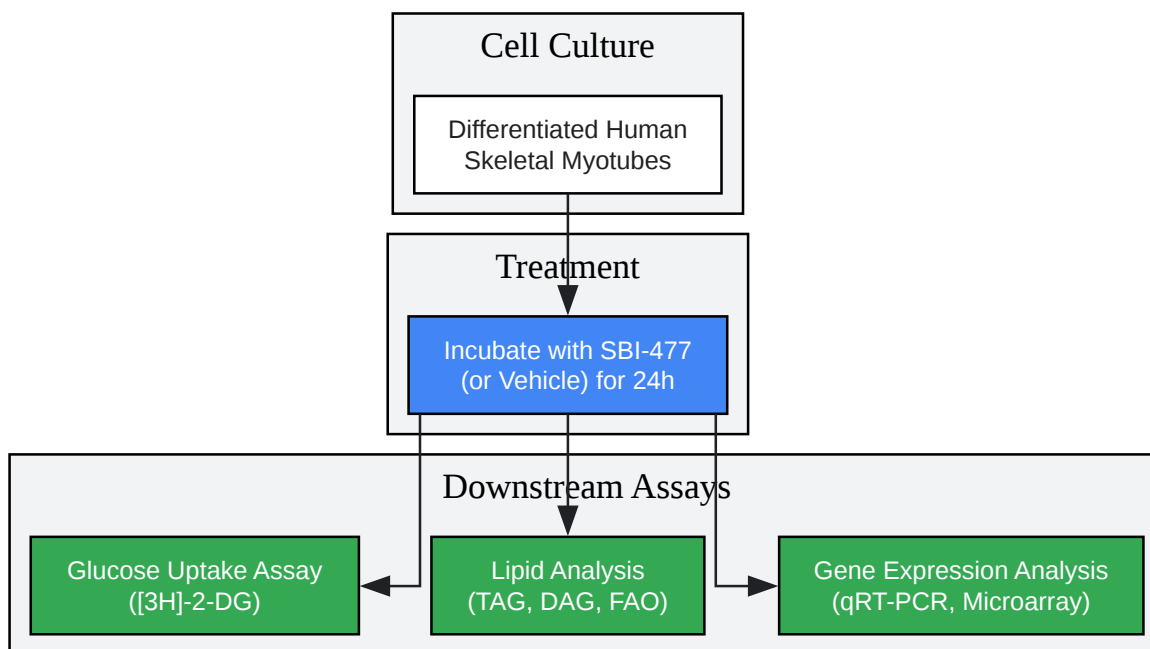 Cell Culture
Differentiated Human
Skeletal Myotubes
Treatment
Incubate with SBI-477
(or Vehicle) for 24h
Downstream Assays
Glucose Uptake Assay
([3H]-2-DG)
Lipid Analysis
(TAG, DAG, FAO)
Gene Expression Analysis
(qRT-PCR, Microarray)